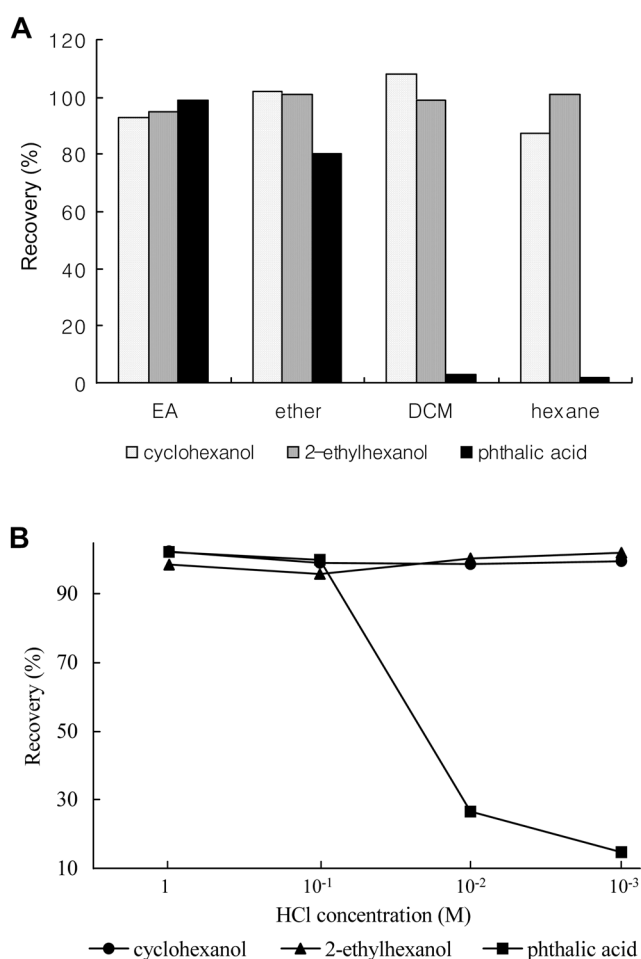 A
120
100
80
60
40
20
0
Recovery (%)
EA ether DCM hexane
cyclohexanol 2-ethylhexanol phthalic acid
B
90
70
50
30
10
Recovery (%)
1 10⁻¹ 10⁻² 10⁻³
HCl concentration (M)
cyclohexanol 2-ethylhexanol phthalic acid